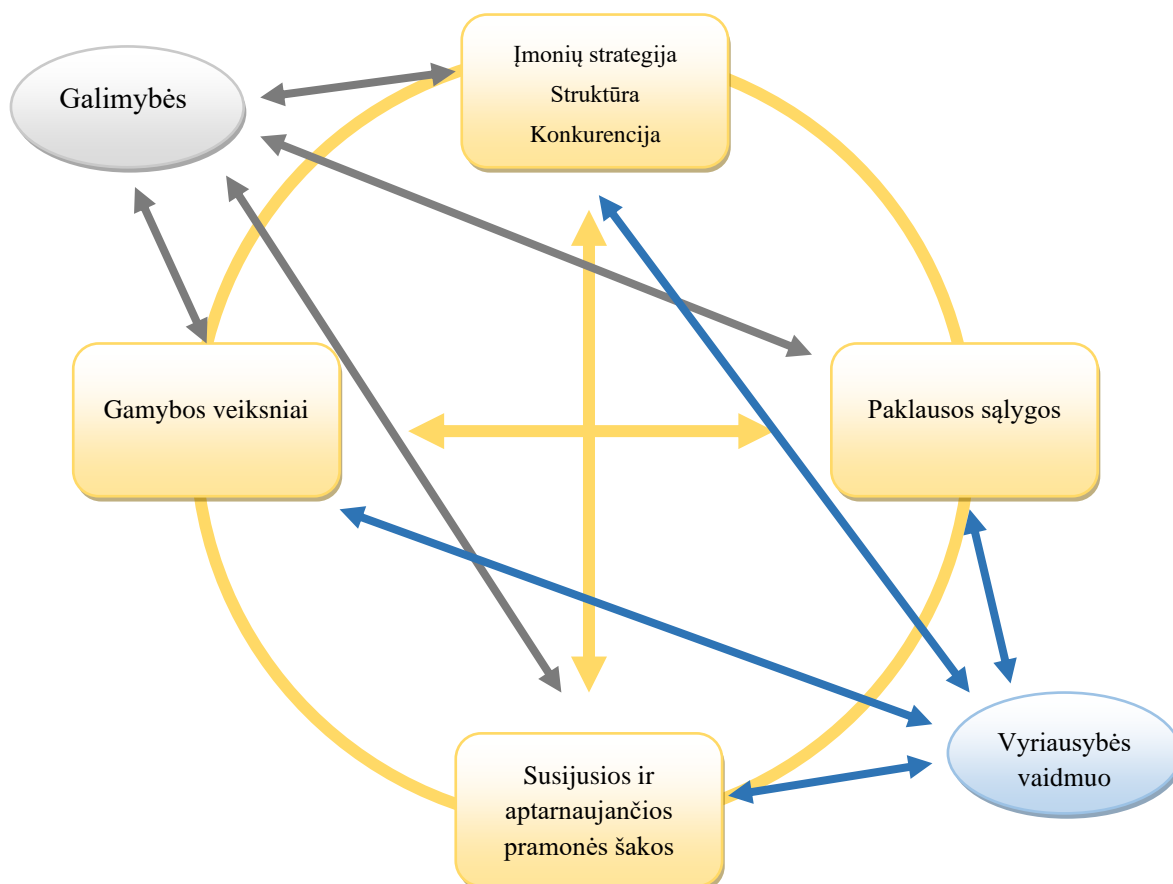 Įmonių strategija
Struktūra
Konkurencija
Galimybės
Gamybos veiksniai
Paklausos sąlygos
Vyriausybės
vaidmuo
Susijusios ir
aptarnaujančios
pramonės šakos